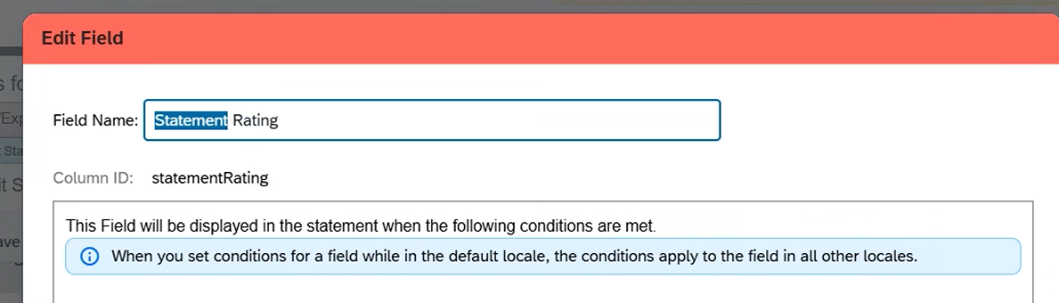 Edit Field
Field Name: Statement Rating
Column ID: statementRating
This Field will be displayed in the statement when the following conditions are met.
When you set conditions for a field while in the default locale, the conditions apply to the field in all other locales.